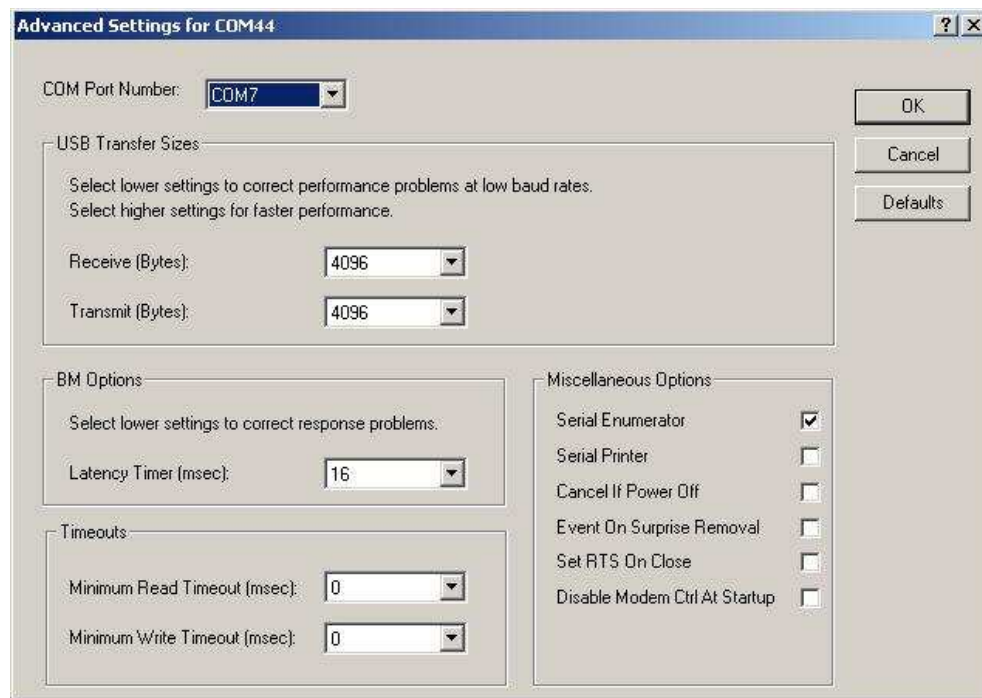 Advanced Settings for COM44
COM Port Number: COM7
OK
Cancel
Defaults
USB Transfer Sizes
Select lower settings to correct performance problems at low baud rates.
Select higher settings for faster performance.
Receive (Bytes): 4096
Transmit (Bytes): 4096
BM Options
Select lower settings to correct response problems.
Latency Timer (msec): 16
Timeouts
Minimum Read Timeout (msec): 0
Minimum Write Timeout (msec): 0
Miscellaneous Options
Serial Enumerator
Serial Printer
Cancel If Power Off
Event On Surprise Removal
Set RTS On Close
Disable Modem Ctrl At Startup